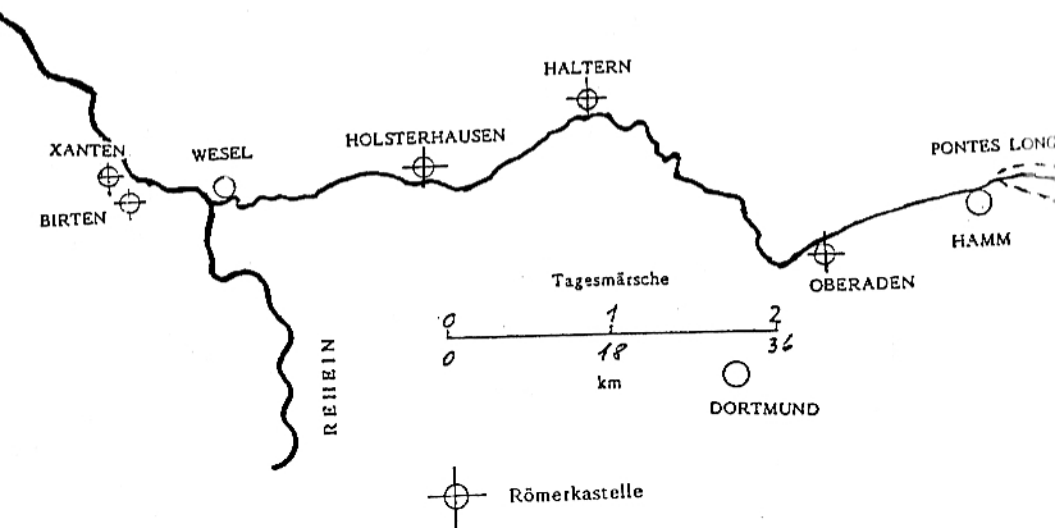 HALTERN
XANTEN
WESEL
HOLSTERHAUSEN
PONTES LONG
BIRTEN
HAMM
OBERADEN
Tagesmärsche
0 1 2
0 18 36
km
REHEIN
DORTMUND
Römerkastelle